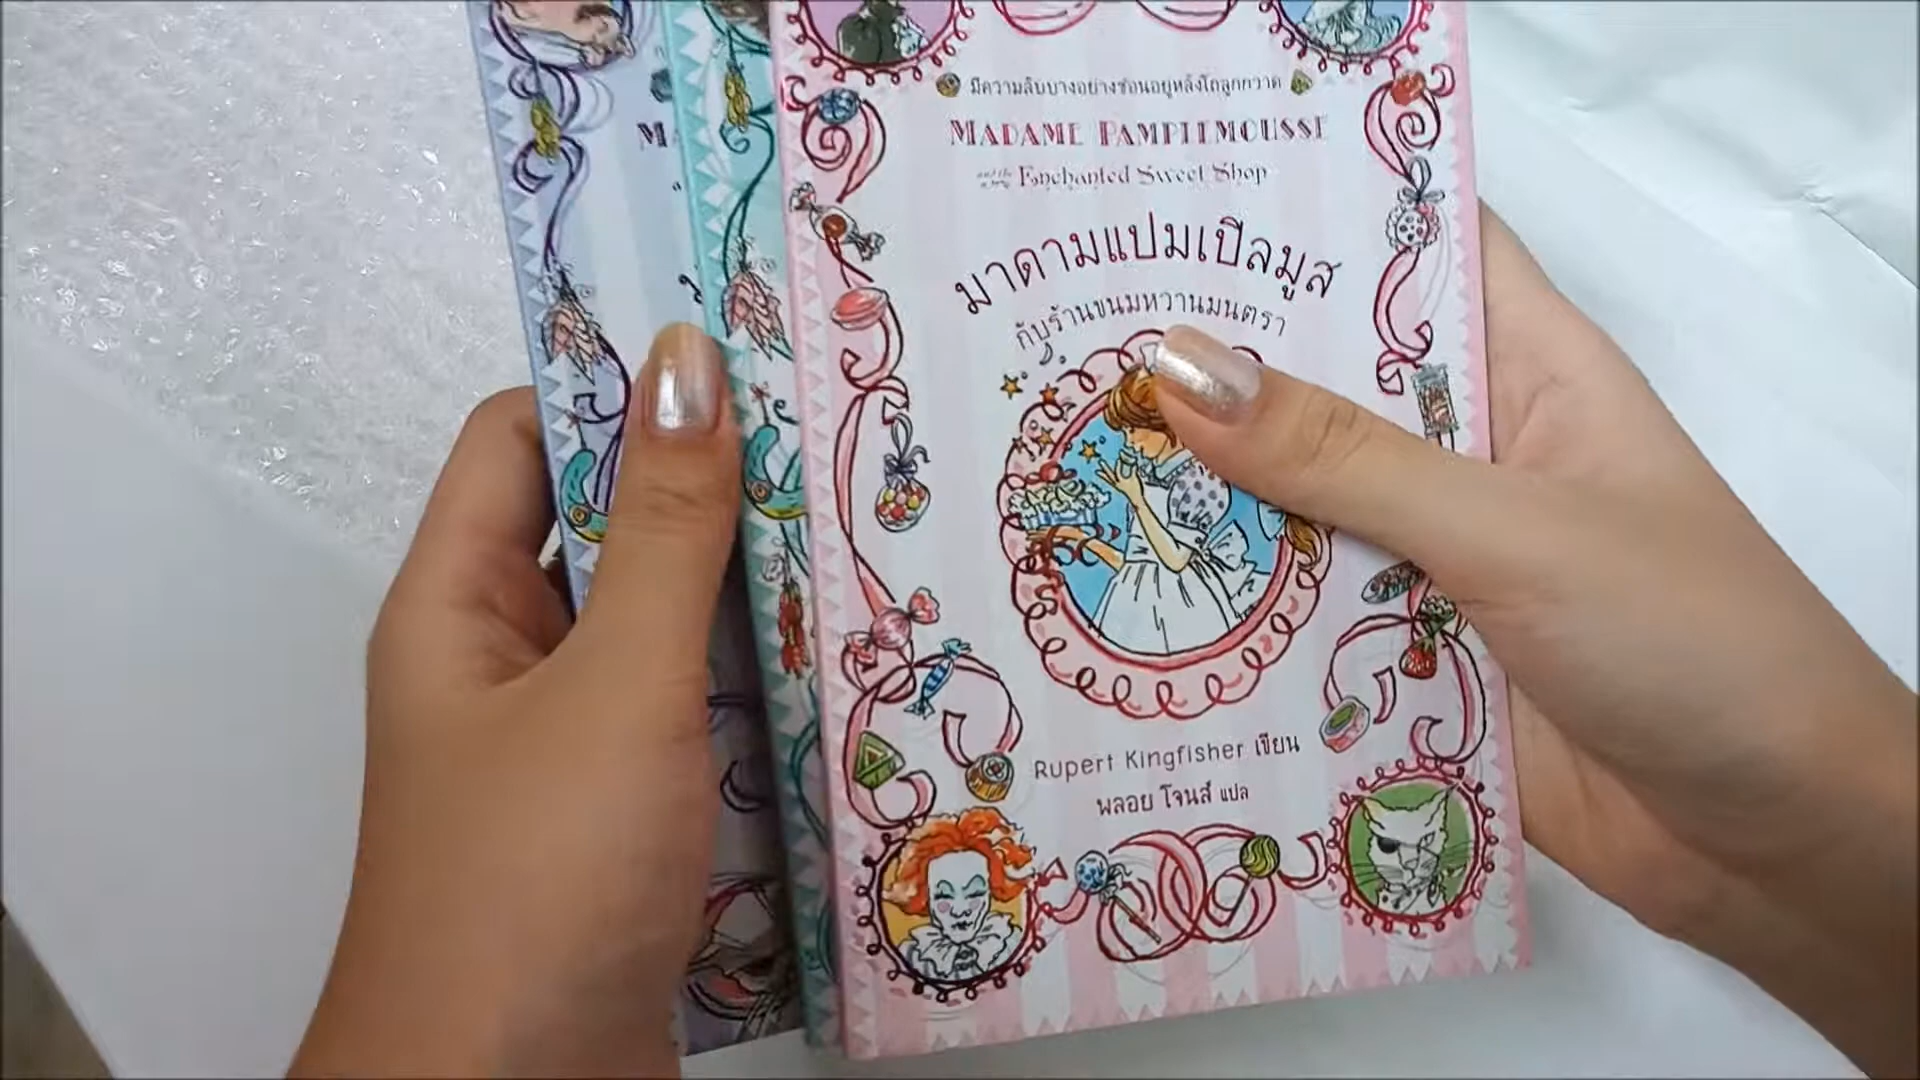 มีความลับบางอย่างซ่อนอยู่หลังโถลูกกวาด
MADAME PAMPLEMOUSSE
and the Enchanted Sweet Shop
มาดามแปมเปิลมูส
กับร้านขนมหวานมนตรา
Rupert Kingfisher เขียน
พลอย โจนส์ แปล